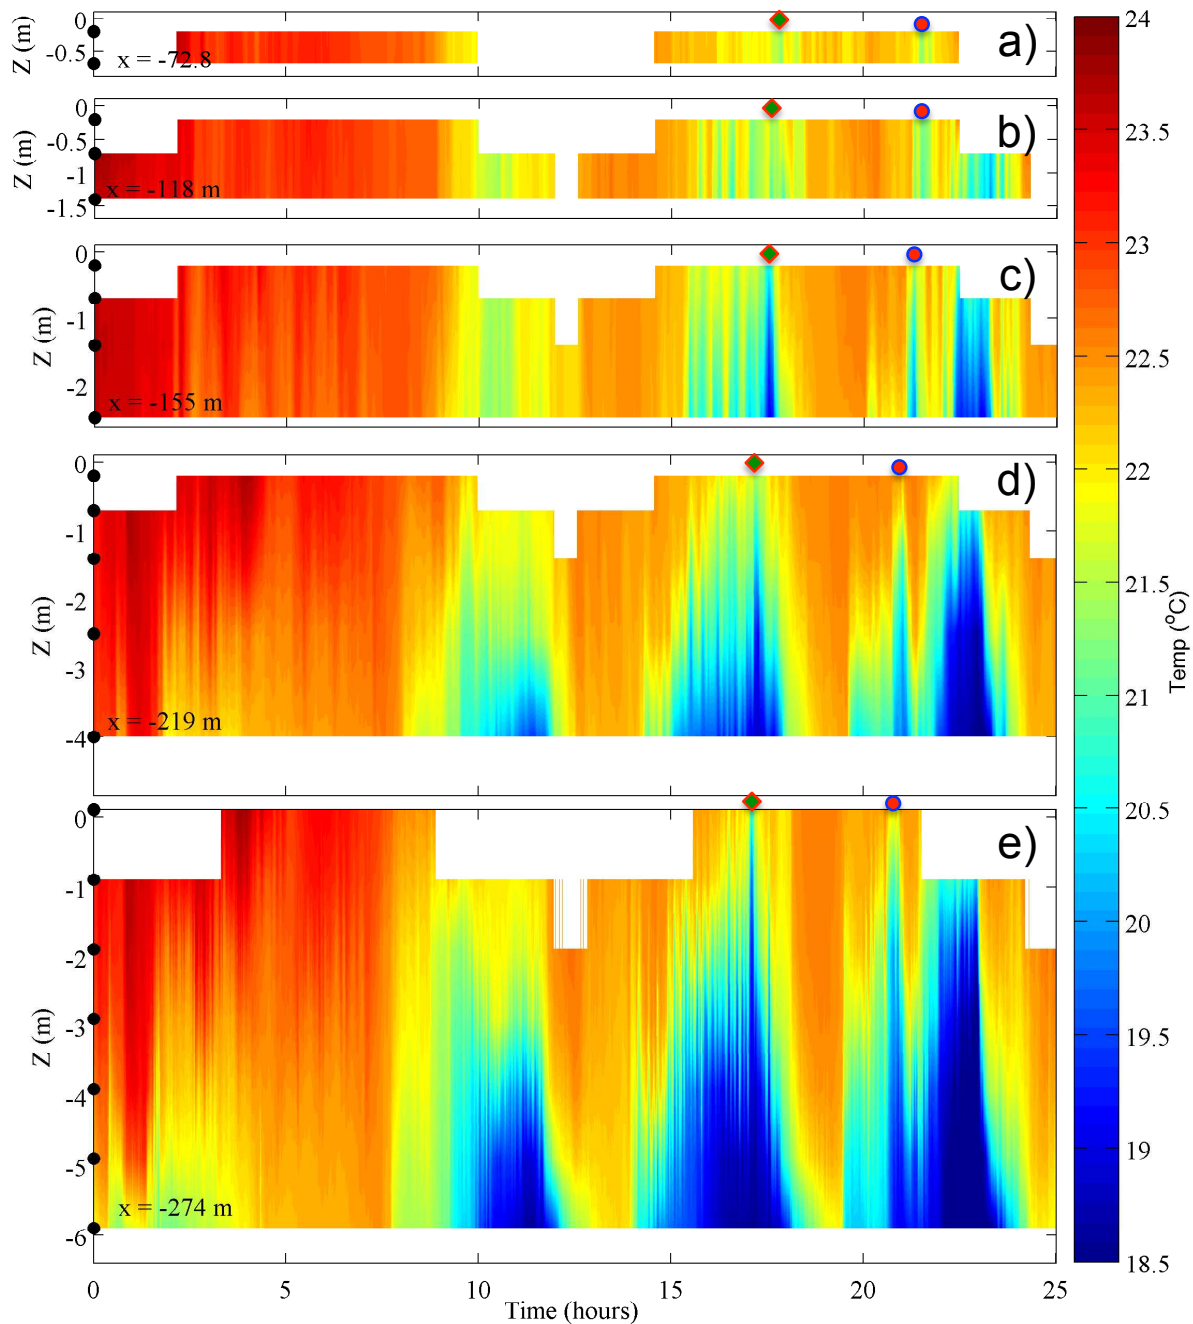 0
-0.5
Z (m)
x = -72.8
a)
0
-0.5
-1
-1.5
Z (m)
x = -118 m
b)
0
-1
-2
Z (m)
x = -155 m
c)
0
-1
-2
-3
-4
Z (m)
x = -219 m
d)
0
-1
-2
-3
-4
-5
-6
Z (m)
x = -274 m
e)
0 5 10 15 20 25
Time (hours)
24
23.5
23
22.5
22
21.5
21
20.5
20
19.5
19
18.5
Temp (°C)